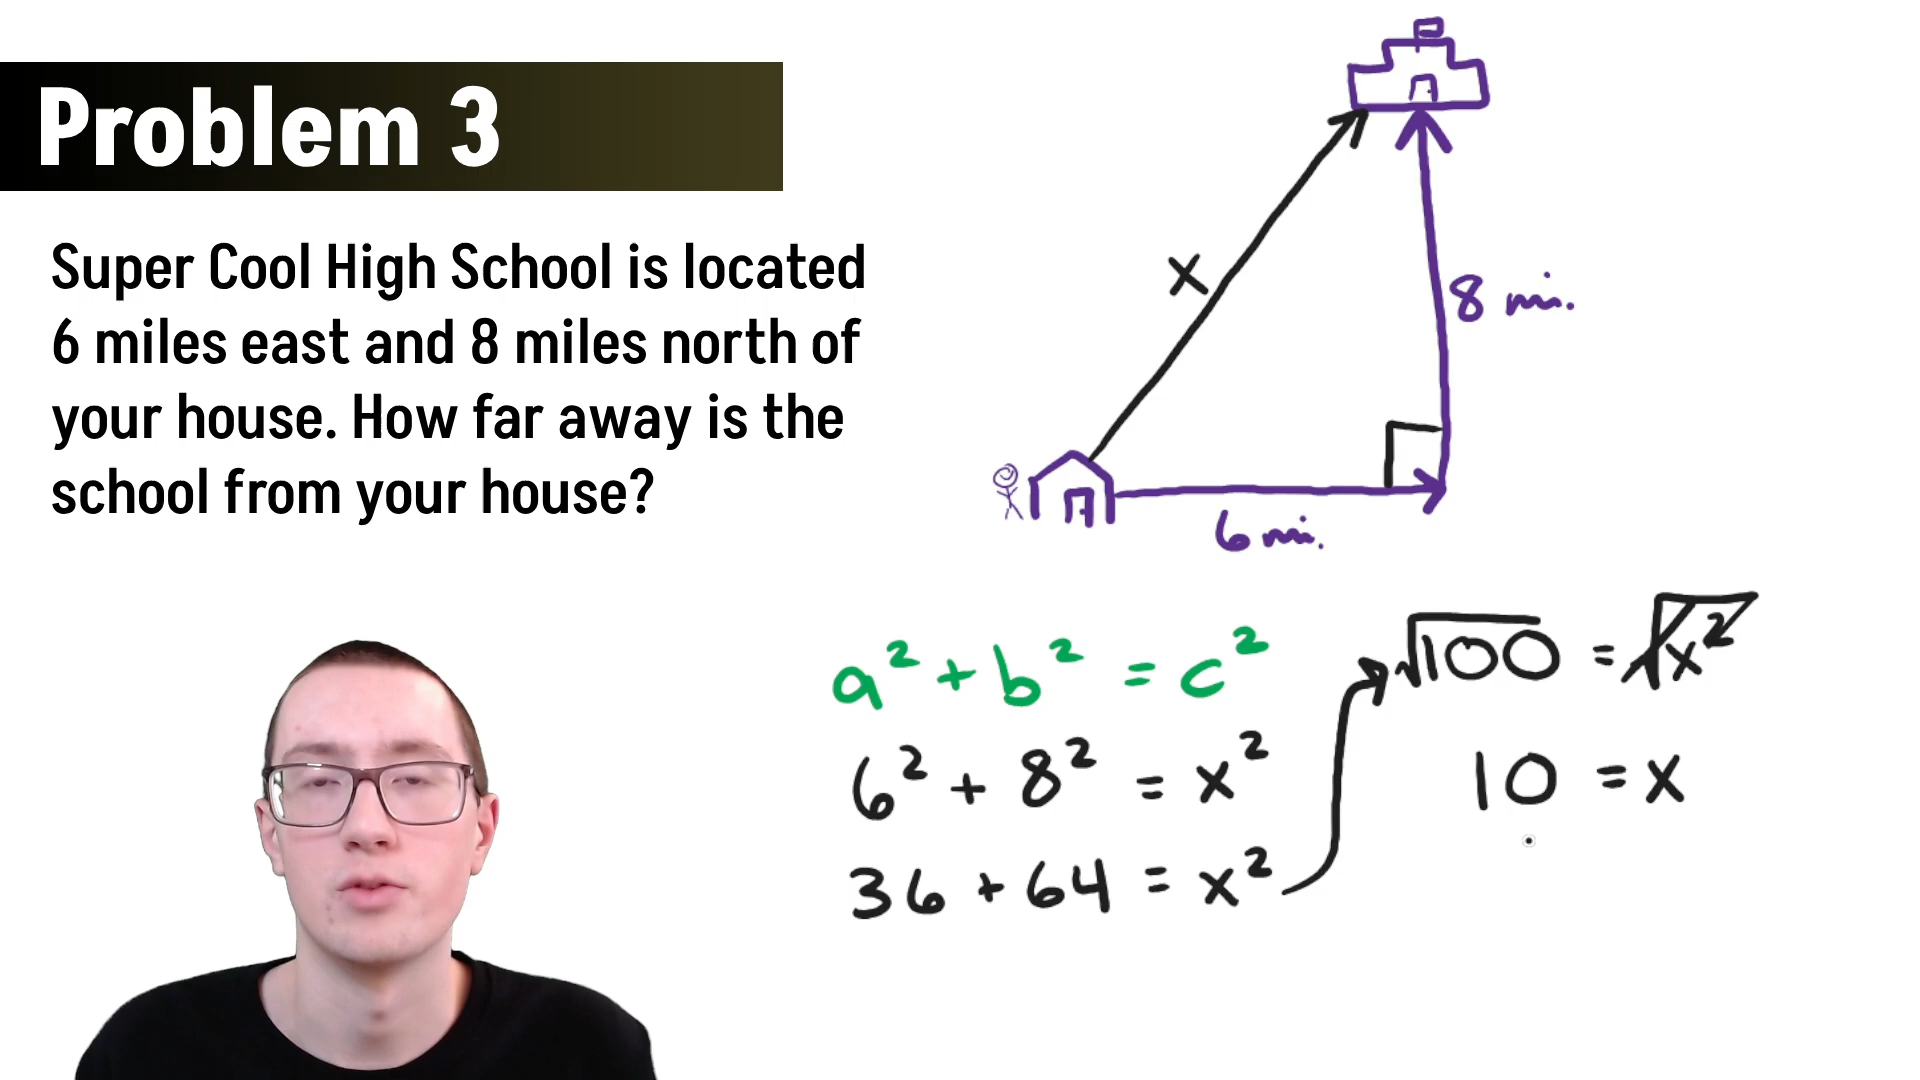 Problem 3
Super Cool High School is located
6 miles east and 8 miles north of
your house. How far away is the
school from your house?
x
8 mi.
6 mi.
a² + b² = c²
6² + 8² = x²
36 + 64 = x²
√100 = √x²
10 = x